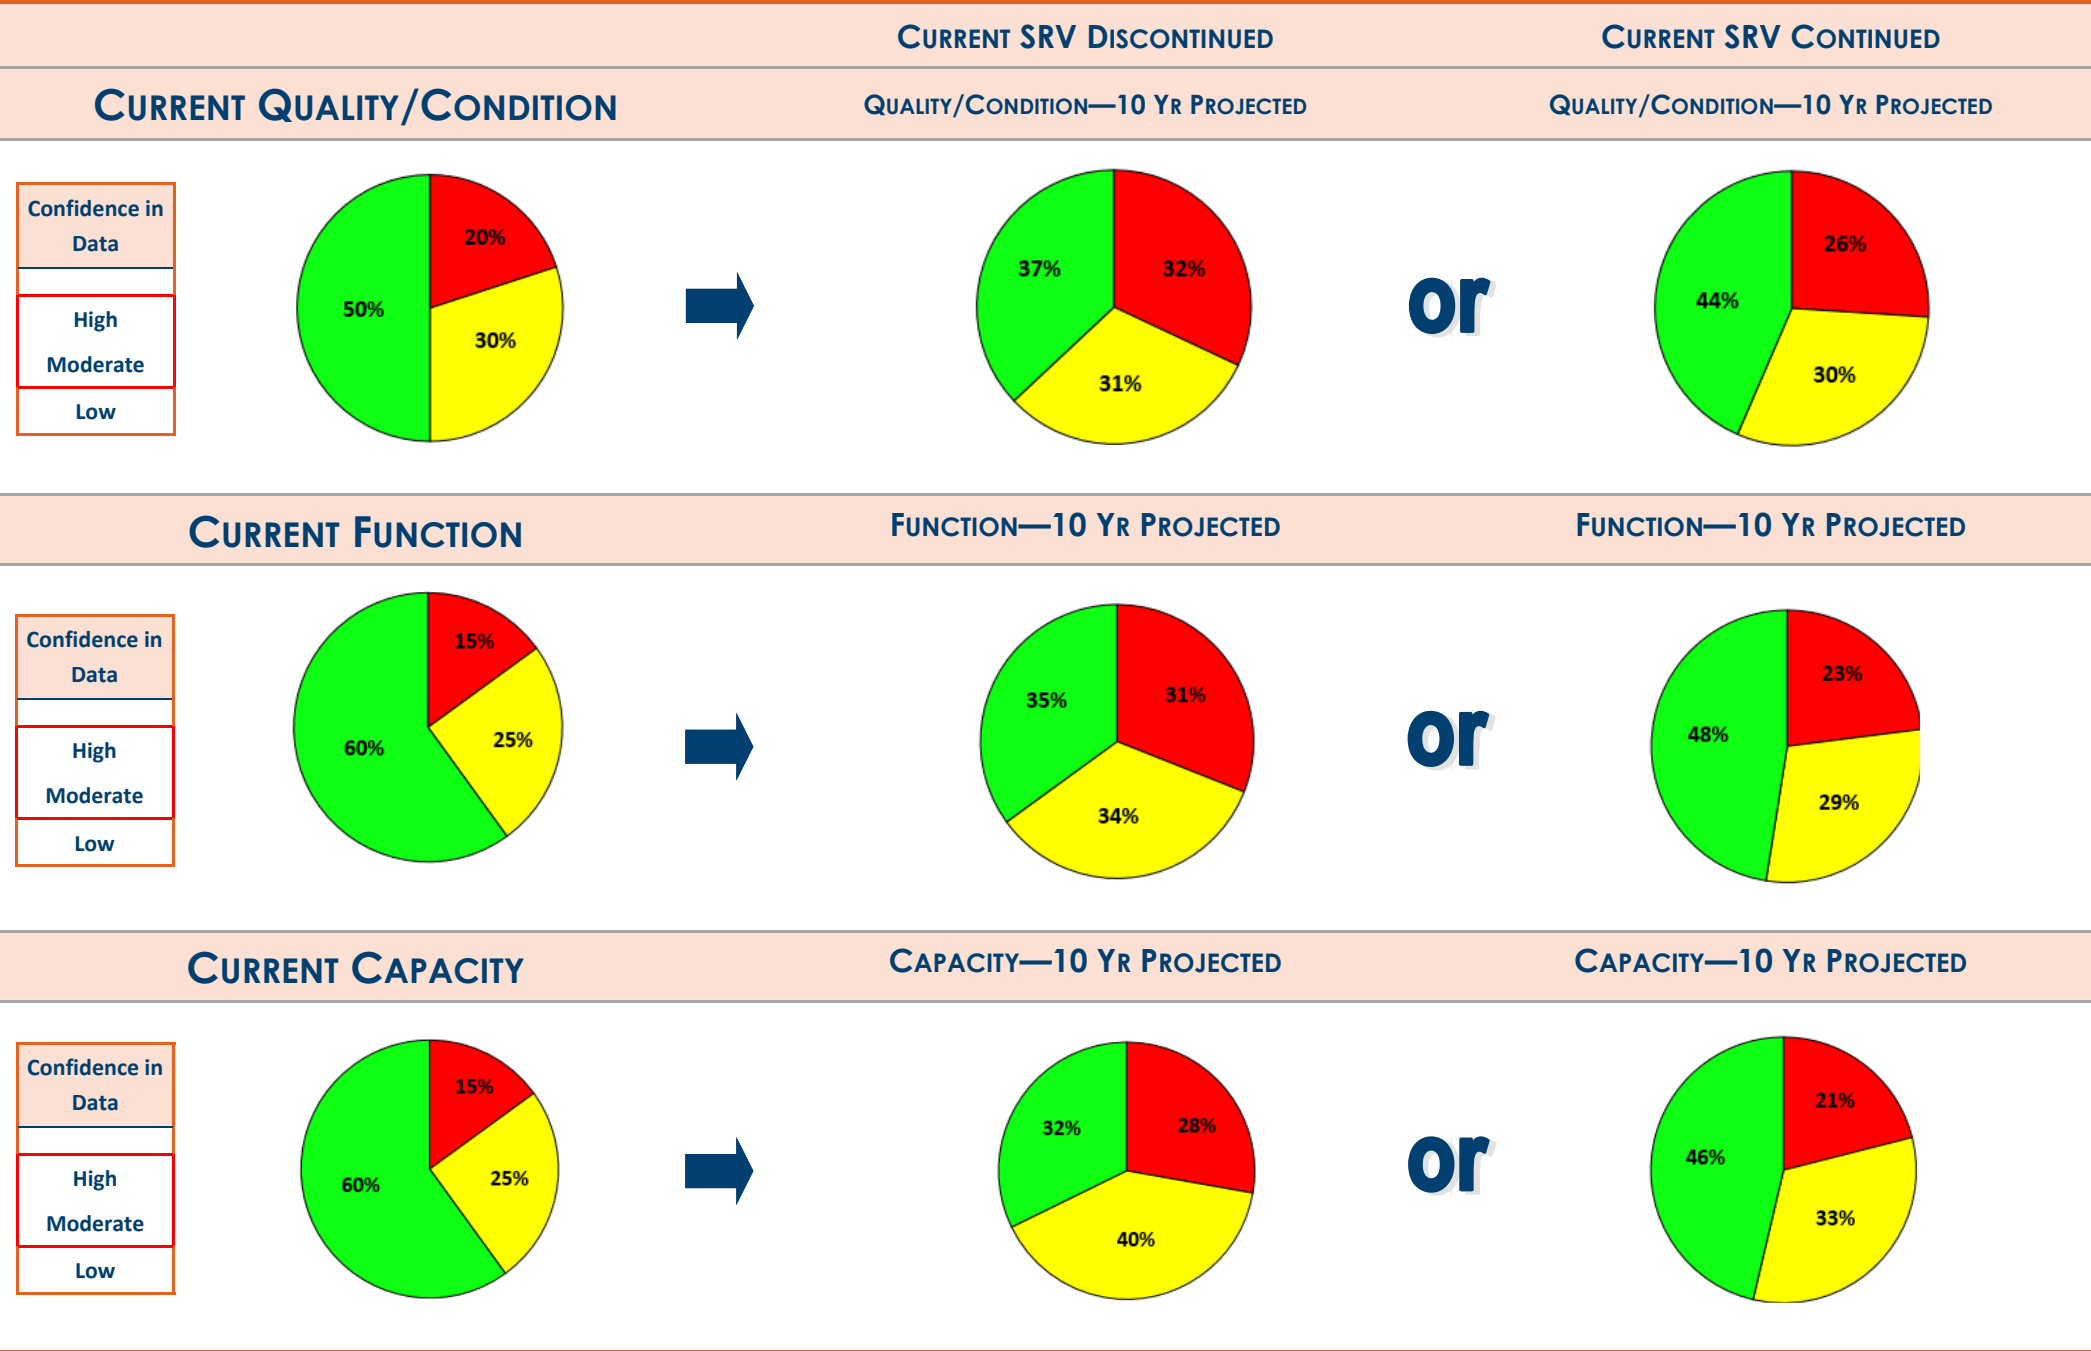 Current SRV Discontinued
Current SRV Continued
Current Quality/Condition
Quality/Condition—10 Yr Projected
Quality/Condition—10 Yr Projected
Confidence in
Data
High
Moderate
Low
20%
50%
30%
37%
32%
31%
or
26%
44%
30%
Current Function
Function—10 Yr Projected
Function—10 Yr Projected
Confidence in
Data
High
Moderate
Low
15%
60%
25%
35%
31%
34%
or
23%
48%
29%
Current Capacity
Capacity—10 Yr Projected
Capacity—10 Yr Projected
Confidence in
Data
High
Moderate
Low
15%
60%
25%
32%
28%
40%
or
21%
46%
33%